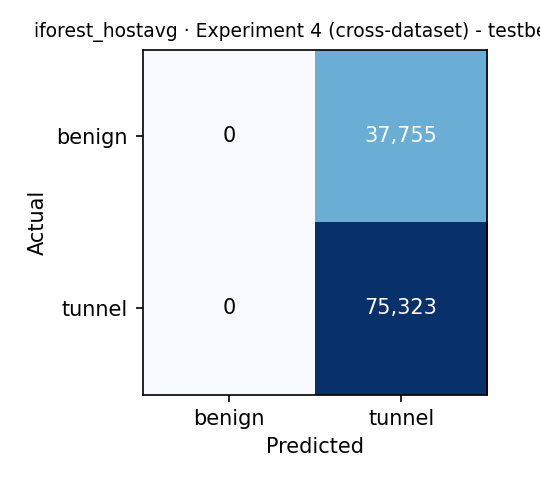 iforest_hostavg · Experiment 4 (cross-dataset) - testbe
benign
0
37,755
Actual
tunnel
0
75,323
benign
tunnel
Predicted